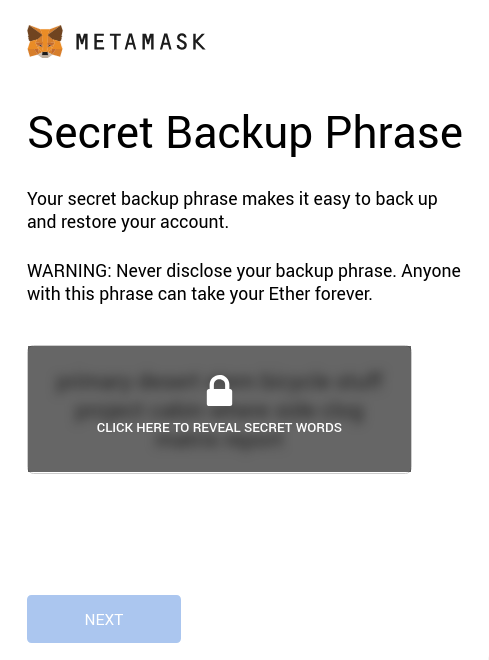 METAMASK
Secret Backup Phrase
Your secret backup phrase makes it easy to back up
and restore your account.
WARNING: Never disclose your backup phrase. Anyone
with this phrase can take your Ether forever.
CLICK HERE TO REVEAL SECRET WORDS
NEXT